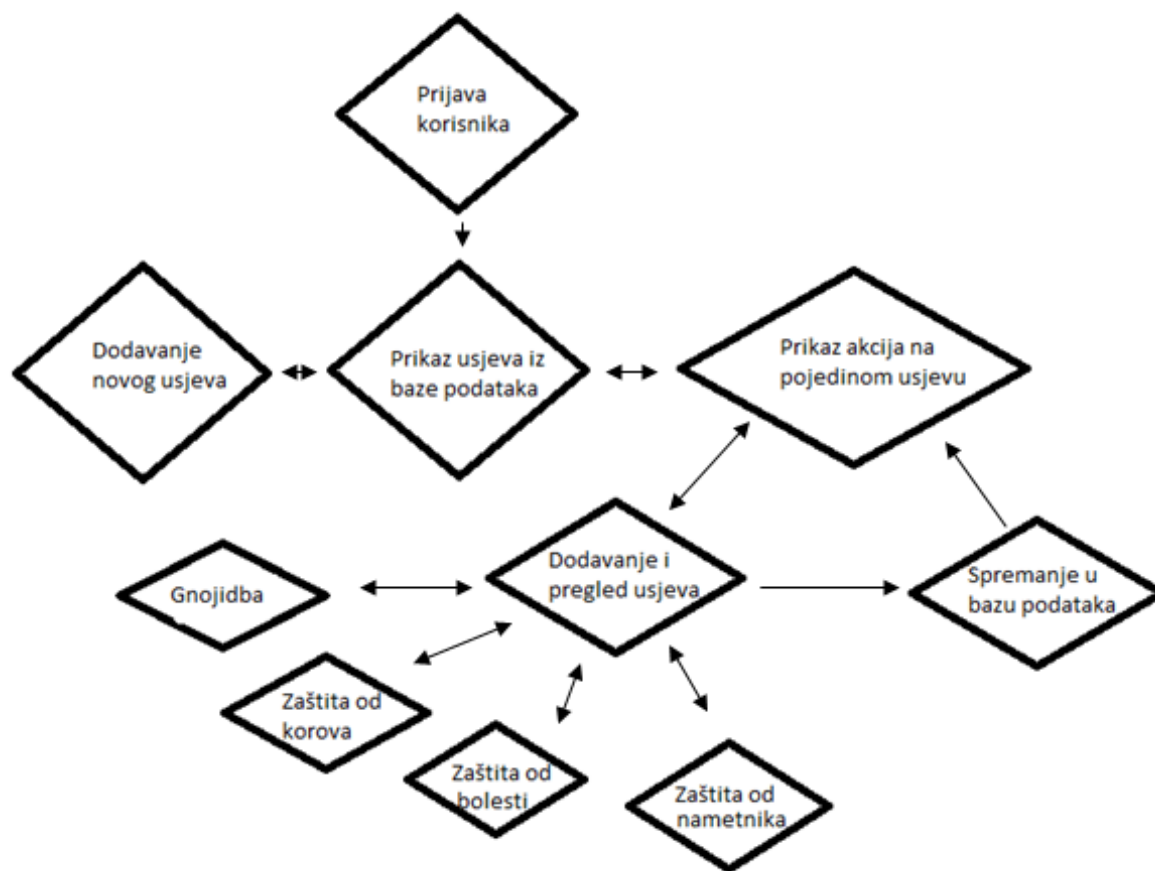 Prijava
korisnika
Dodavanje
novog usjeva
Prikaz usjeva iz
baze podataka
Prikaz akcija na
pojedinom usjevu
Dodavanje i
pregled usjeva
Spremanje u
bazu podataka
Gnojidba
Zaštita od
korova
Zaštita od
bolesti
Zaštita od
nametnika